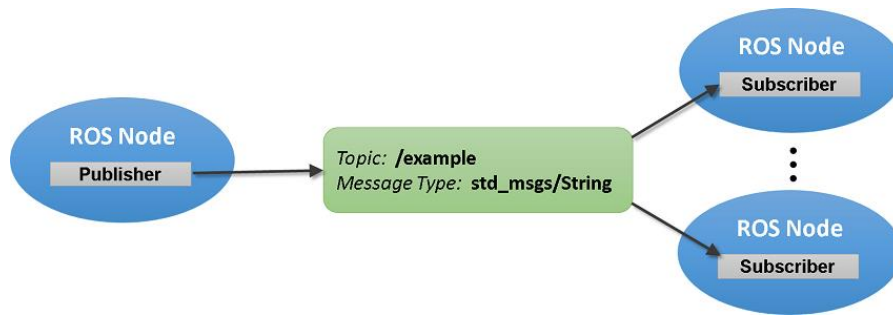 ROS Node
Publisher
Topic: /example
Message Type: std_msgs/String
ROS Node
Subscriber
ROS Node
Subscriber